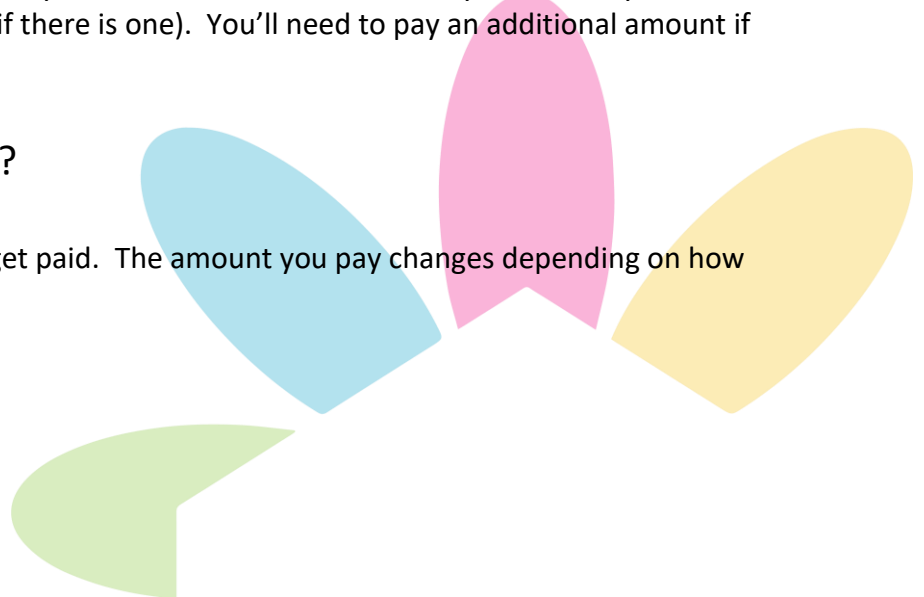 if there is one).  You’ll need to pay an additional amount if
?
get paid.  The amount you pay changes depending on how